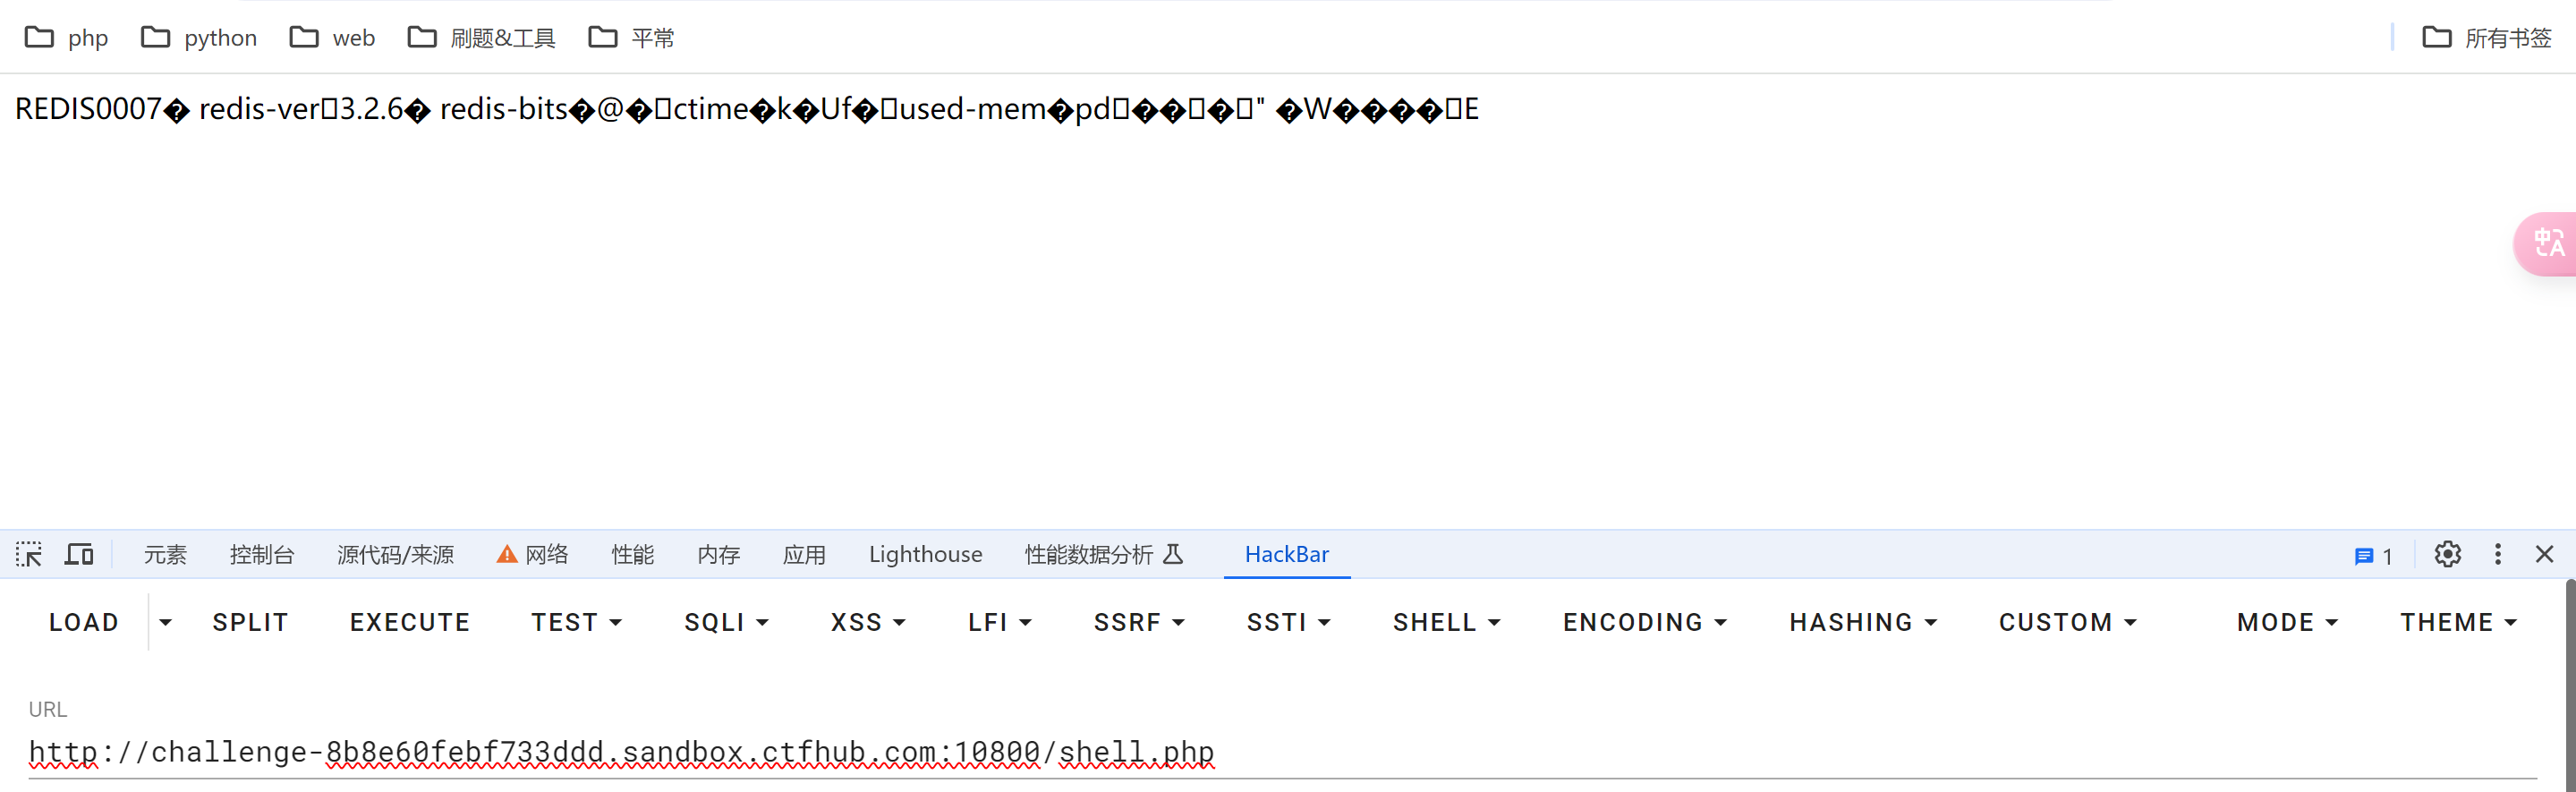 php python web 刷题&工具 平常 所有书签
REDIS0007� redis-ver3.2.6� redis-bits�@�ctime�k�Uf�used-mem�pd����" �W����E
中A
元素 控制台 源代码/来源 网络 性能 内存 应用 Lighthouse 性能数据分析 HackBar 1
LOAD SPLIT EXECUTE TEST SQLI XSS LFI SSRF SSTI SHELL ENCODING HASHING CUSTOM MODE THEME
URL
http://challenge-8b8e60febf733ddd.sandbox.ctfhub.com:10800/shell.php